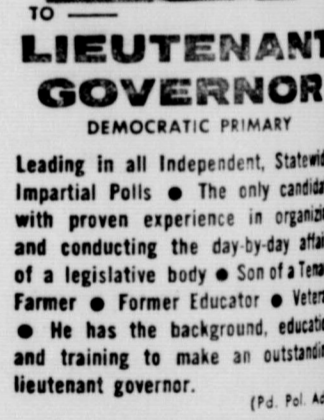 TO
LIEUTENANT
GOVERNOR
DEMOCRATIC PRIMARY
Leading in all Independent, Statewid
Impartial Polls ● The only candida
with proven experience in organizi
and conducting the day-by-day affai
of a legislative body ● Son of a Tena
Farmer ● Former Educator ● Veter
● He has the background, educatio
and training to make an outstandin
lieutenant governor.
(Pd. Pol. Ad